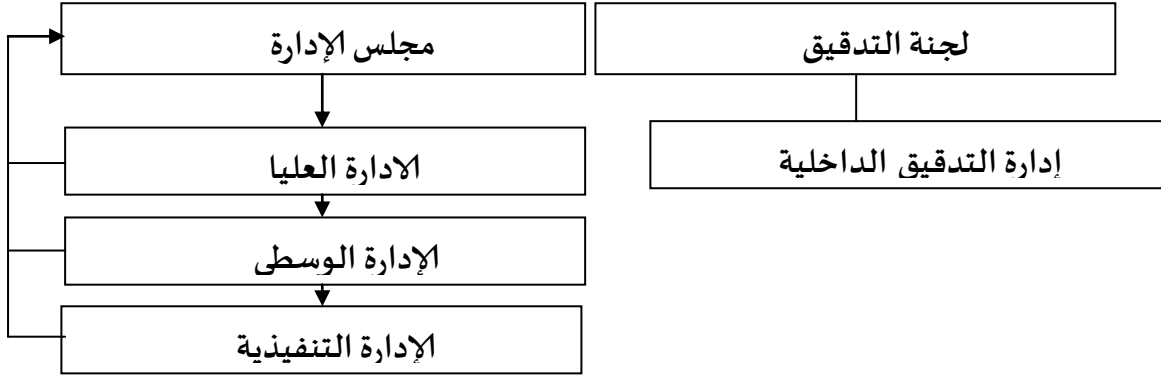 لجنة التدقيق
إدارة التدقيق الداخلية
مجلس الإدارة
الادارة العليا
الإدارة الوسطى
الإدارة التنفيذية